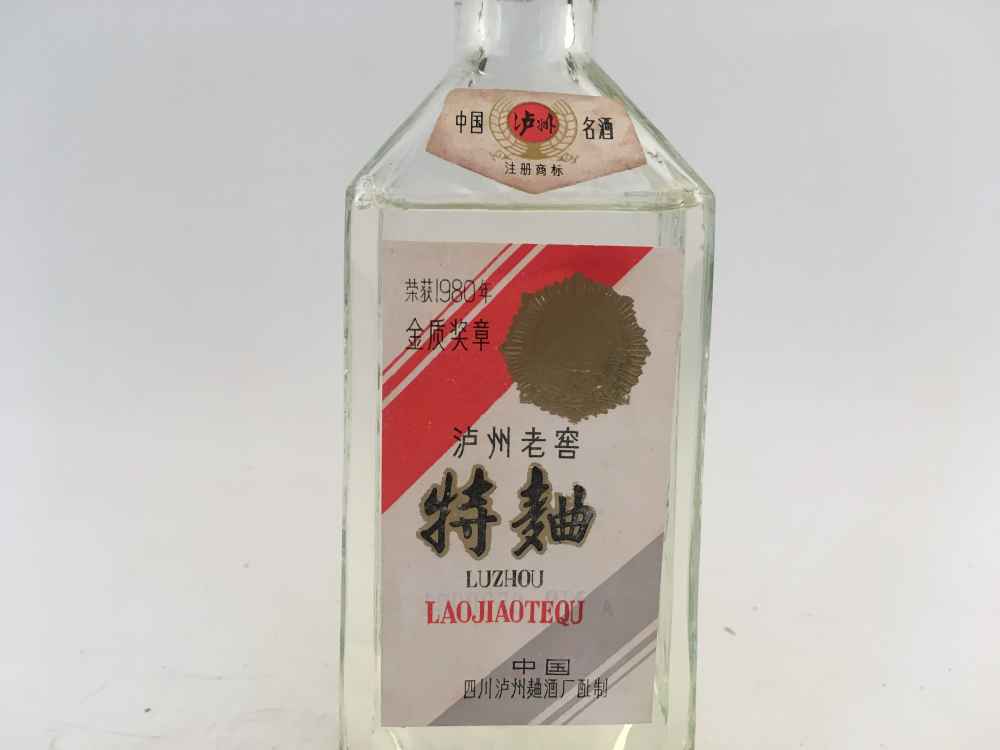 中国 泸州 名酒
注册商标
荣获1980年
金质奖章
泸州老窖
特麯
LUZHOU
LAOJIAOTEQU
中国
四川泸州麯酒厂酝制